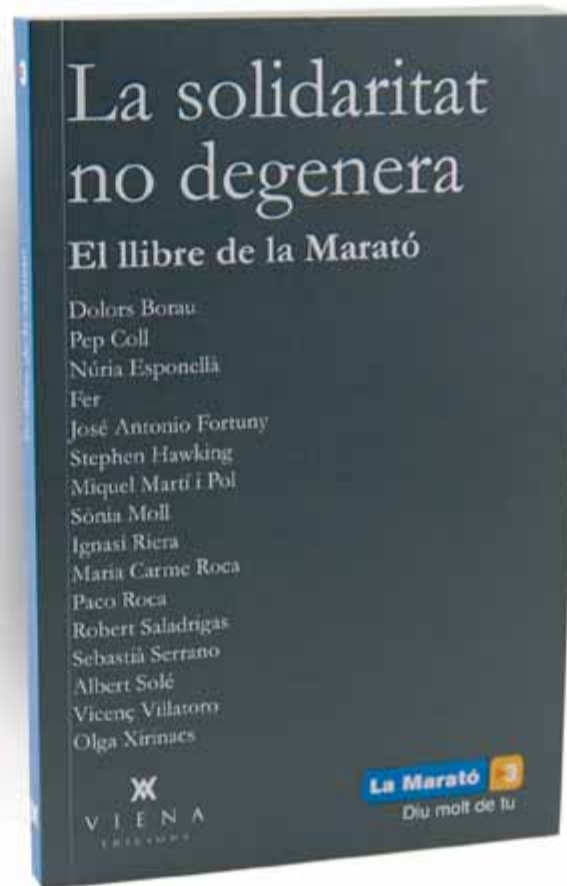 La solidaritat
no degenera
El llibre de la Marató
Dolors Borau
Pep Coll
Núria Esponellà
Fer
José Antonio Fortuny
Stephen Hawking
Miquel Martí i Pol
Sònia Moll
Ignasi Riera
Maria Carme Roca
Paco Roca
Robert Saladrigas
Sebastià Serrano
Albert Solé
Vicenç Villatoro
Olga Xirinacs
VIENA
EDICIONS
La Marató 3
Diu molt de tu